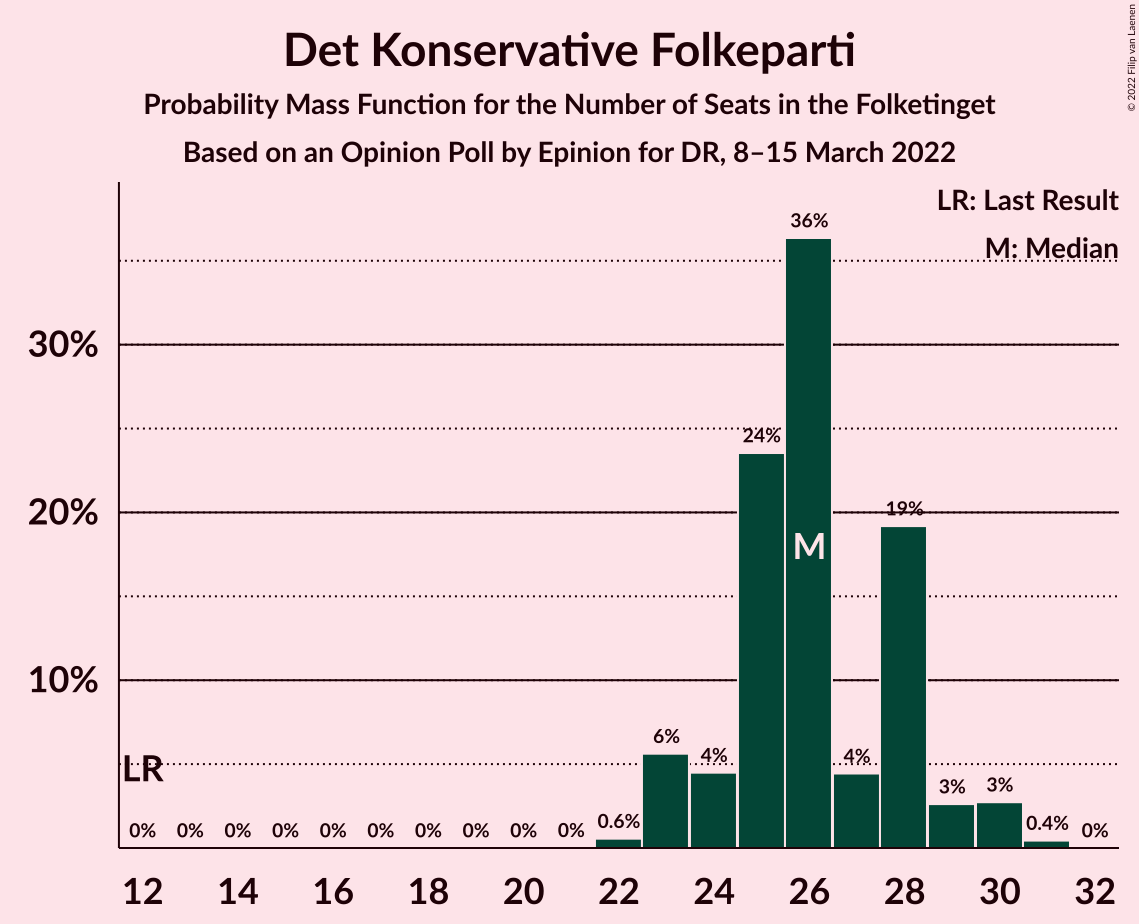 Det Konservative Folkeparti
Probability Mass Function for the Number of Seats in the Folketinget
Based on an Opinion Poll by Epinion for DR, 8–15 March 2022
© 2022 Filip van Laenen
LR: Last Result
M: Median
36%
30%
24%
20%
19%
M
10%
6%
4%
4%
LR
3%
3%
0% 0% 0% 0% 0% 0% 0% 0% 0% 0% 0.6% 0.4% 0%
12 14 16 18 20 22 24 26 28 30 32